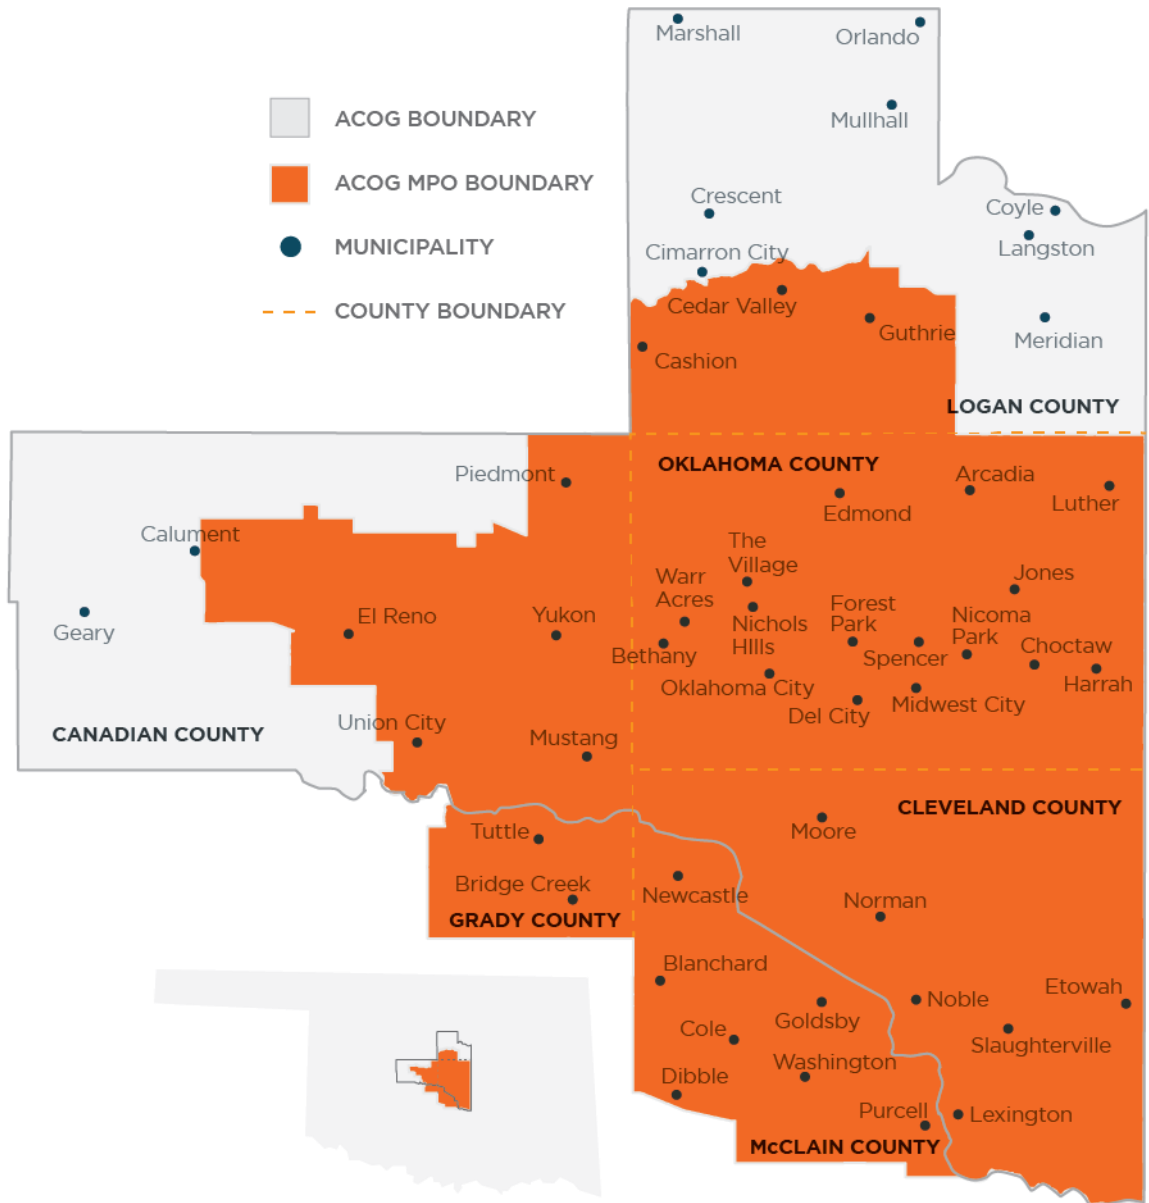 Marshall
Orlando
Mullhall
ACOG BOUNDARY
ACOG MPO BOUNDARY
MUNICIPALITY
COUNTY BOUNDARY
Crescent
Coyle
Langston
Cimarron City
Cedar Valley
Guthrie
Meridian
Cashion
LOGAN COUNTY
Piedmont
OKLAHOMA COUNTY
Arcadia
Luther
Edmond
Calument
The
Village
Warr
Acres
Jones
El Reno
Yukon
Forest
Park
Nicoma
Park
Geary
Nichols
HIlls
Bethany
Spencer
Choctaw
Oklahoma City
Harrah
Del City
Midwest City
Union City
CANADIAN COUNTY
Mustang
CLEVELAND COUNTY
Tuttle
Moore
Bridge Creek
Newcastle
Norman
GRADY COUNTY
Blanchard
Etowah
Noble
Goldsby
Cole
Slaughterville
Washington
Dibble
Purcell
Lexington
McCLAIN COUNTY